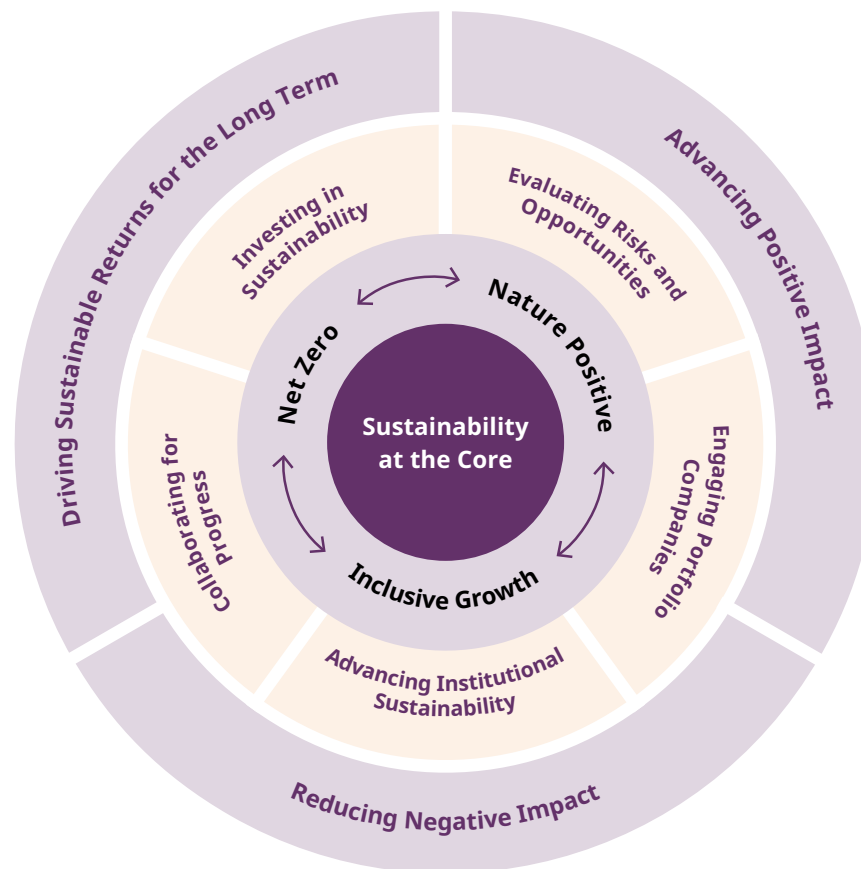 Driving Sustainable Returns for the Long Term
Advancing Positive Impact
Reducing Negative Impact
Investing in
Sustainability
Evaluating Risks and
Opportunities
Engaging Portfolio
Companies
Advancing Institutional
Sustainability
Collaborating for
Progress
Net Zero
Nature Positive
Inclusive Growth
Sustainability
at the Core